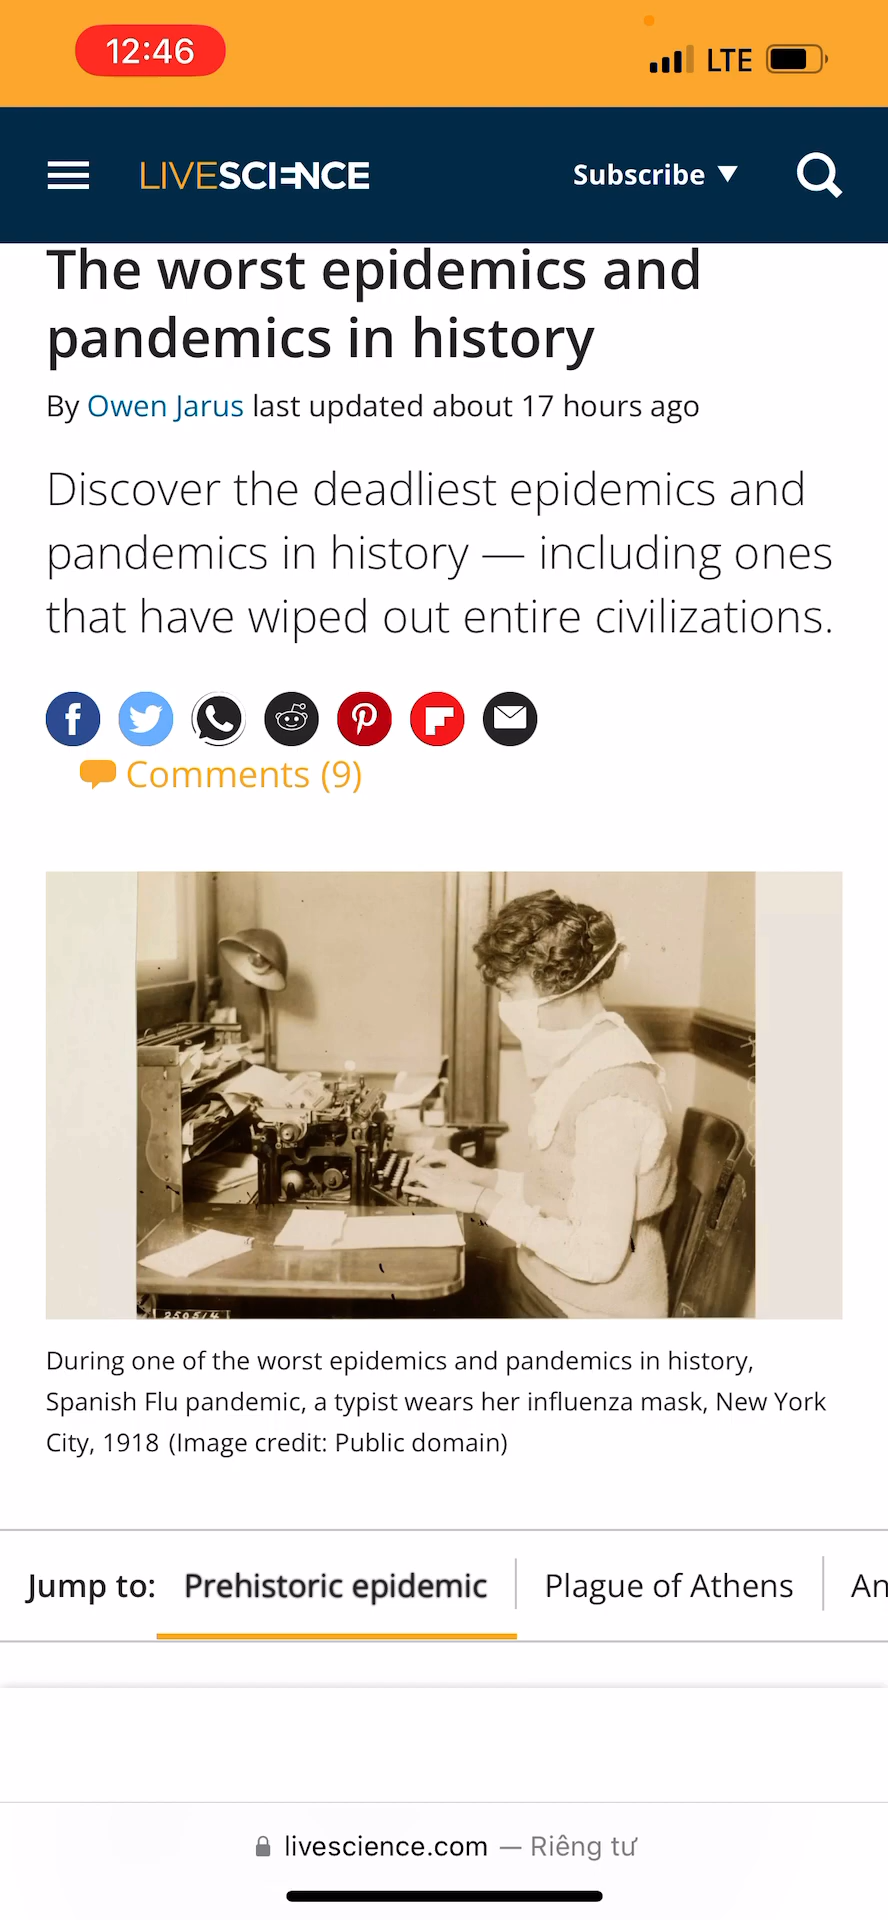 12:46
LTE
LIVESCIENCE
Subscribe
The worst epidemics and
pandemics in history
By Owen Jarus last updated about 17 hours ago
Discover the deadliest epidemics and
pandemics in history — including ones
that have wiped out entire civilizations.
Comments (9)
250514
During one of the worst epidemics and pandemics in history,
Spanish Flu pandemic, a typist wears her influenza mask, New York
City, 1918 (Image credit: Public domain)
Jump to: Prehistoric epidemic Plague of Athens An
livescience.com — Riêng tư